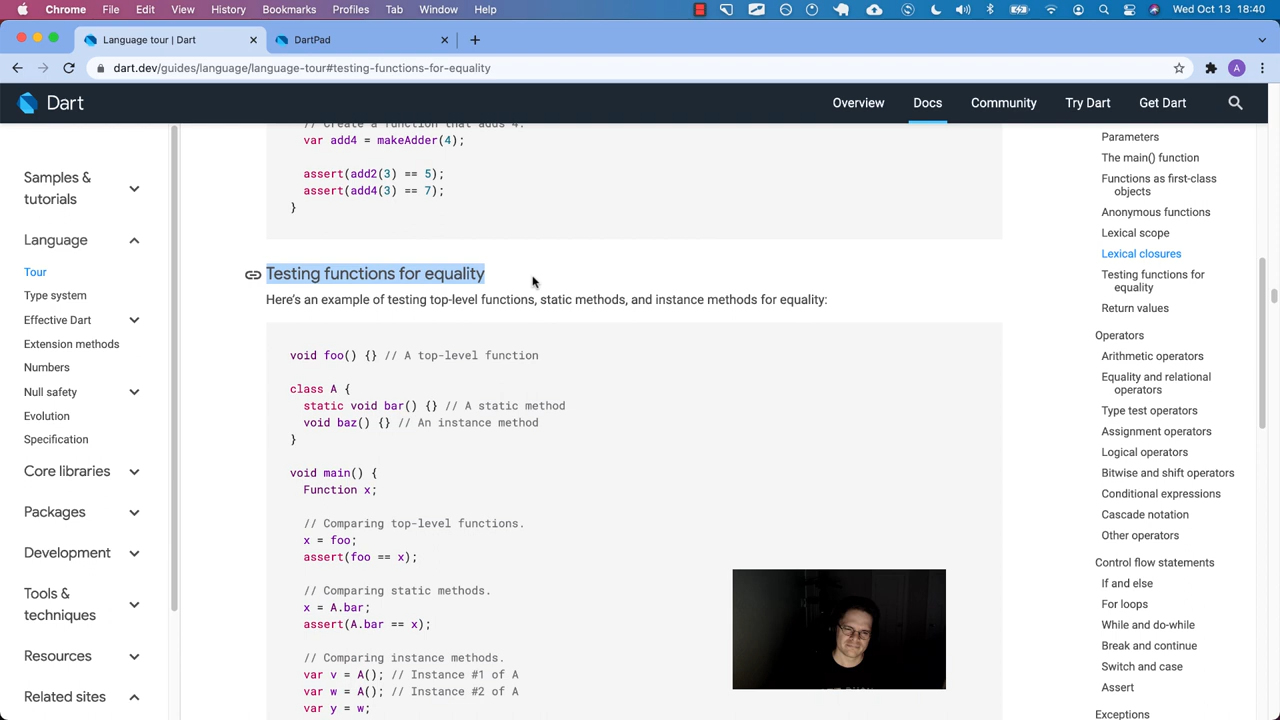 Chrome File Edit View History Bookmarks Profiles Tab Window Help Wed Oct 13 18:40
Language tour | Dart
DartPad
dart.dev/guides/language/language-tour#testing-functions-for-equality
A
Dart
Overview Docs Community Try Dart Get Dart
Samples &
tutorials
Language
Tour
Type system
Effective Dart
Extension methods
Numbers
Null safety
Evolution
Specification
Core libraries
Packages
Development
Tools &
techniques
Resources
Related sites
// Create a function that adds 4.
var add4 = makeAdder(4);
assert(add2(3) == 5);
assert(add4(3) == 7);
}
Testing functions for equality
Here's an example of testing top-level functions, static methods, and instance methods for equality:
void foo() {} // A top-level function
class A {
static void bar() {} // A static method
void baz() {} // An instance method
}
void main() {
Function x;
// Comparing top-level functions.
x = foo;
assert(foo == x);
// Comparing static methods.
x = A.bar;
assert(A.bar == x);
// Comparing instance methods.
var v = A(); // Instance #1 of A
var w = A(); // Instance #2 of A
var y = w;
Parameters
The main() function
Functions as first-class
objects
Anonymous functions
Lexical scope
Lexical closures
Testing functions for
equality
Return values
Operators
Arithmetic operators
Equality and relational
operators
Type test operators
Assignment operators
Logical operators
Bitwise and shift operators
Conditional expressions
Cascade notation
Other operators
Control flow statements
If and else
For loops
While and do-while
Break and continue
Switch and case
Assert
Exceptions